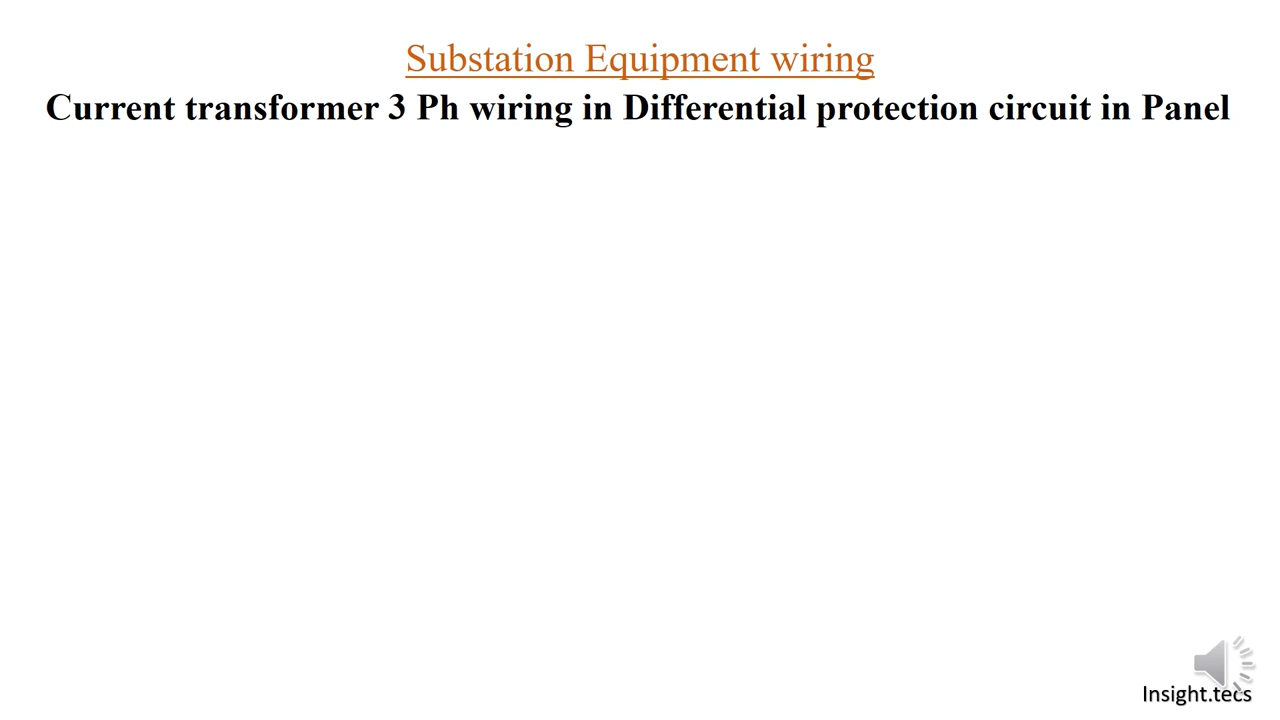 Substation Equipment wiring
Current transformer 3 Ph wiring in Differential protection circuit in Panel
Insight.tecs